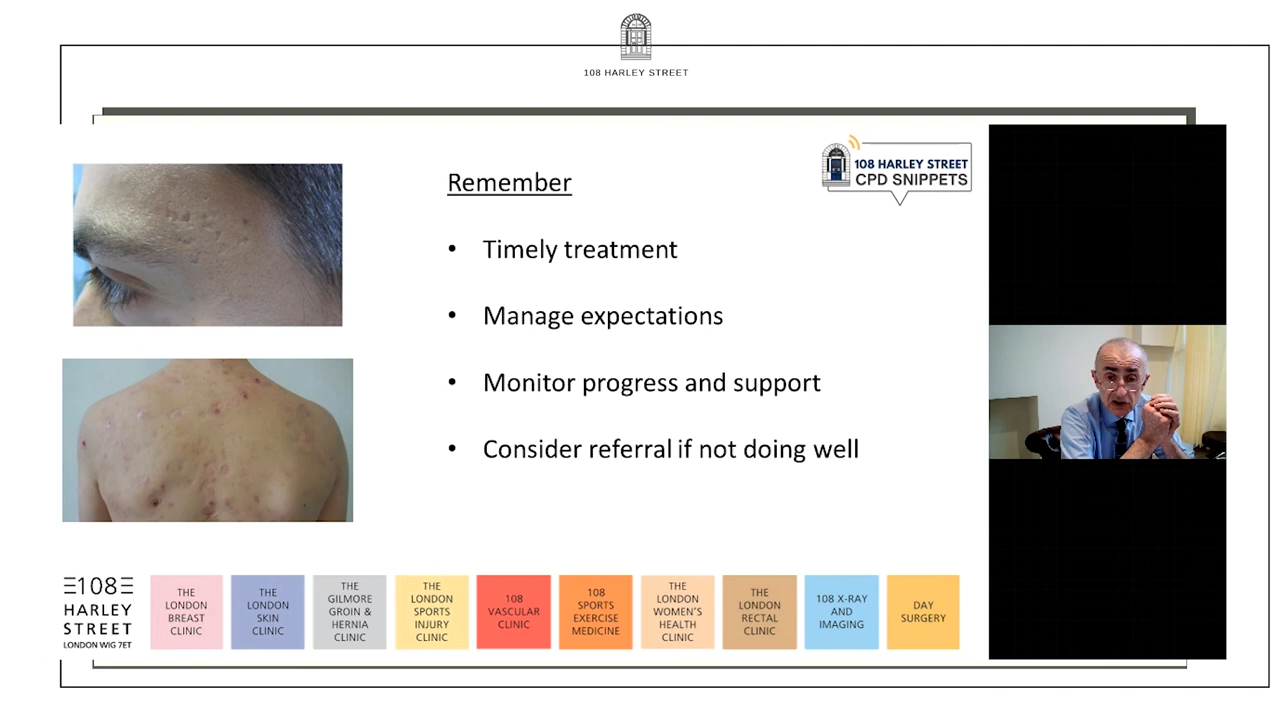 108 HARLEY STREET
108 HARLEY STREET
CPD SNIPPETS
Remember
• Timely treatment
• Manage expectations
• Monitor progress and support
• Consider referral if not doing well
108
HARLEY
STREET
LONDON W1G 7ET
THE
LONDON
BREAST
CLINIC
THE
LONDON
SKIN
CLINIC
THE
GILMORE
GROIN &
HERNIA
CLINIC
THE
LONDON
SPORTS
INJURY
CLINIC
108
VASCULAR
CLINIC
108
SPORTS
EXERCISE
MEDICINE
THE
LONDON
WOMEN'S
HEALTH
CLINIC
THE
LONDON
RECTAL
CLINIC
108 X-RAY
AND
IMAGING
DAY
SURGERY